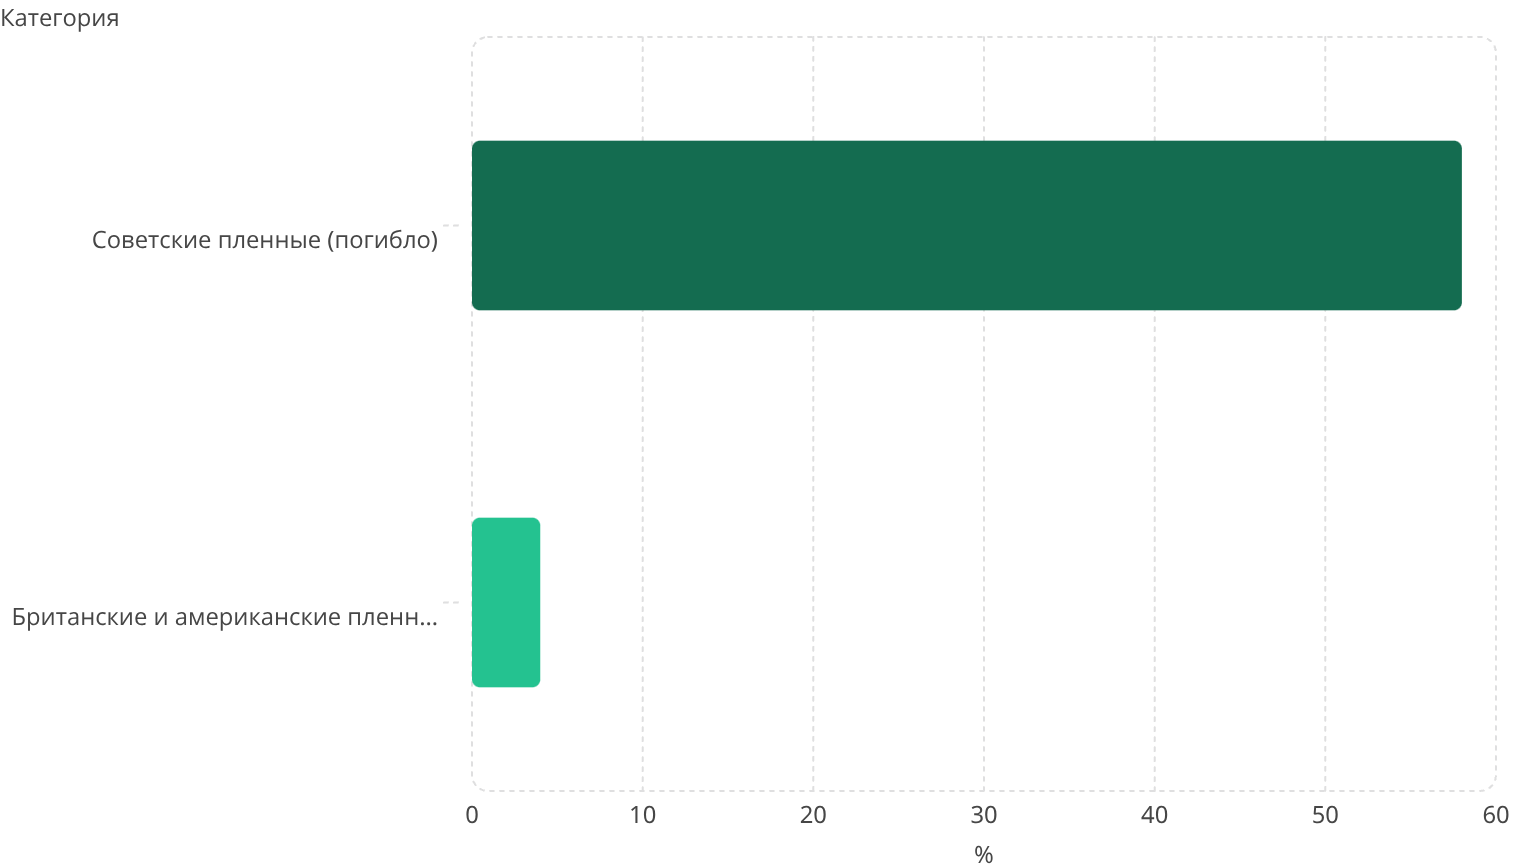 Категория
Советские пленные (погибло)
Британские и американские пленн...
0 10 20 30 40 50 60
%